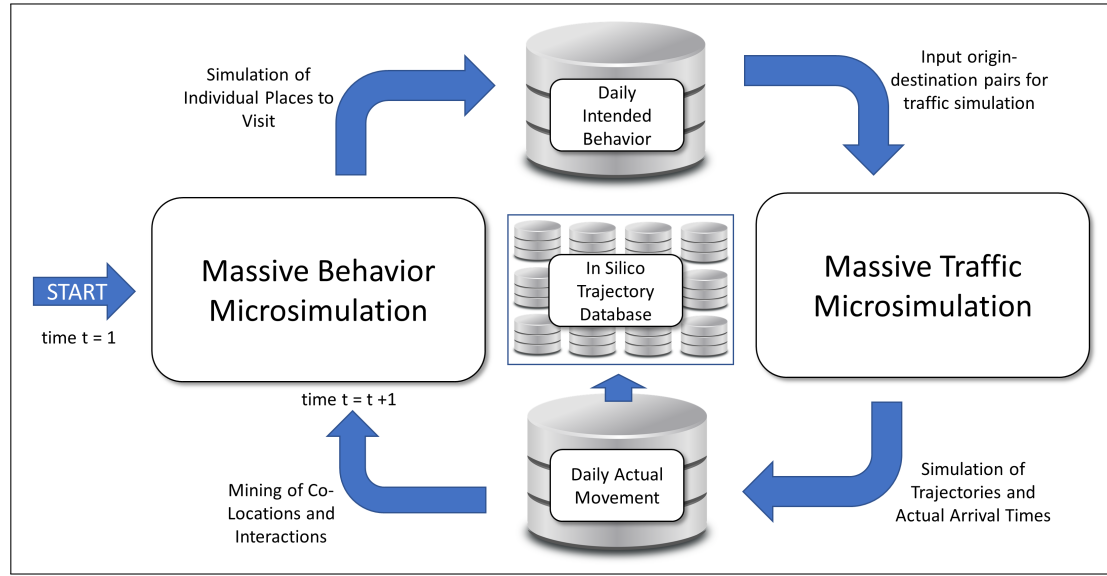 Simulation of
Individual Places to
Visit
Daily
Intended
Behavior
Input origin-
destination pairs for
traffic simulation
START
time t = 1
Massive Behavior
Microsimulation
In Silico
Trajectory
Database
Massive Traffic
Microsimulation
time t = t +1
Mining of Co-
Locations and
Interactions
Daily Actual
Movement
Simulation of
Trajectories and
Actual Arrival Times